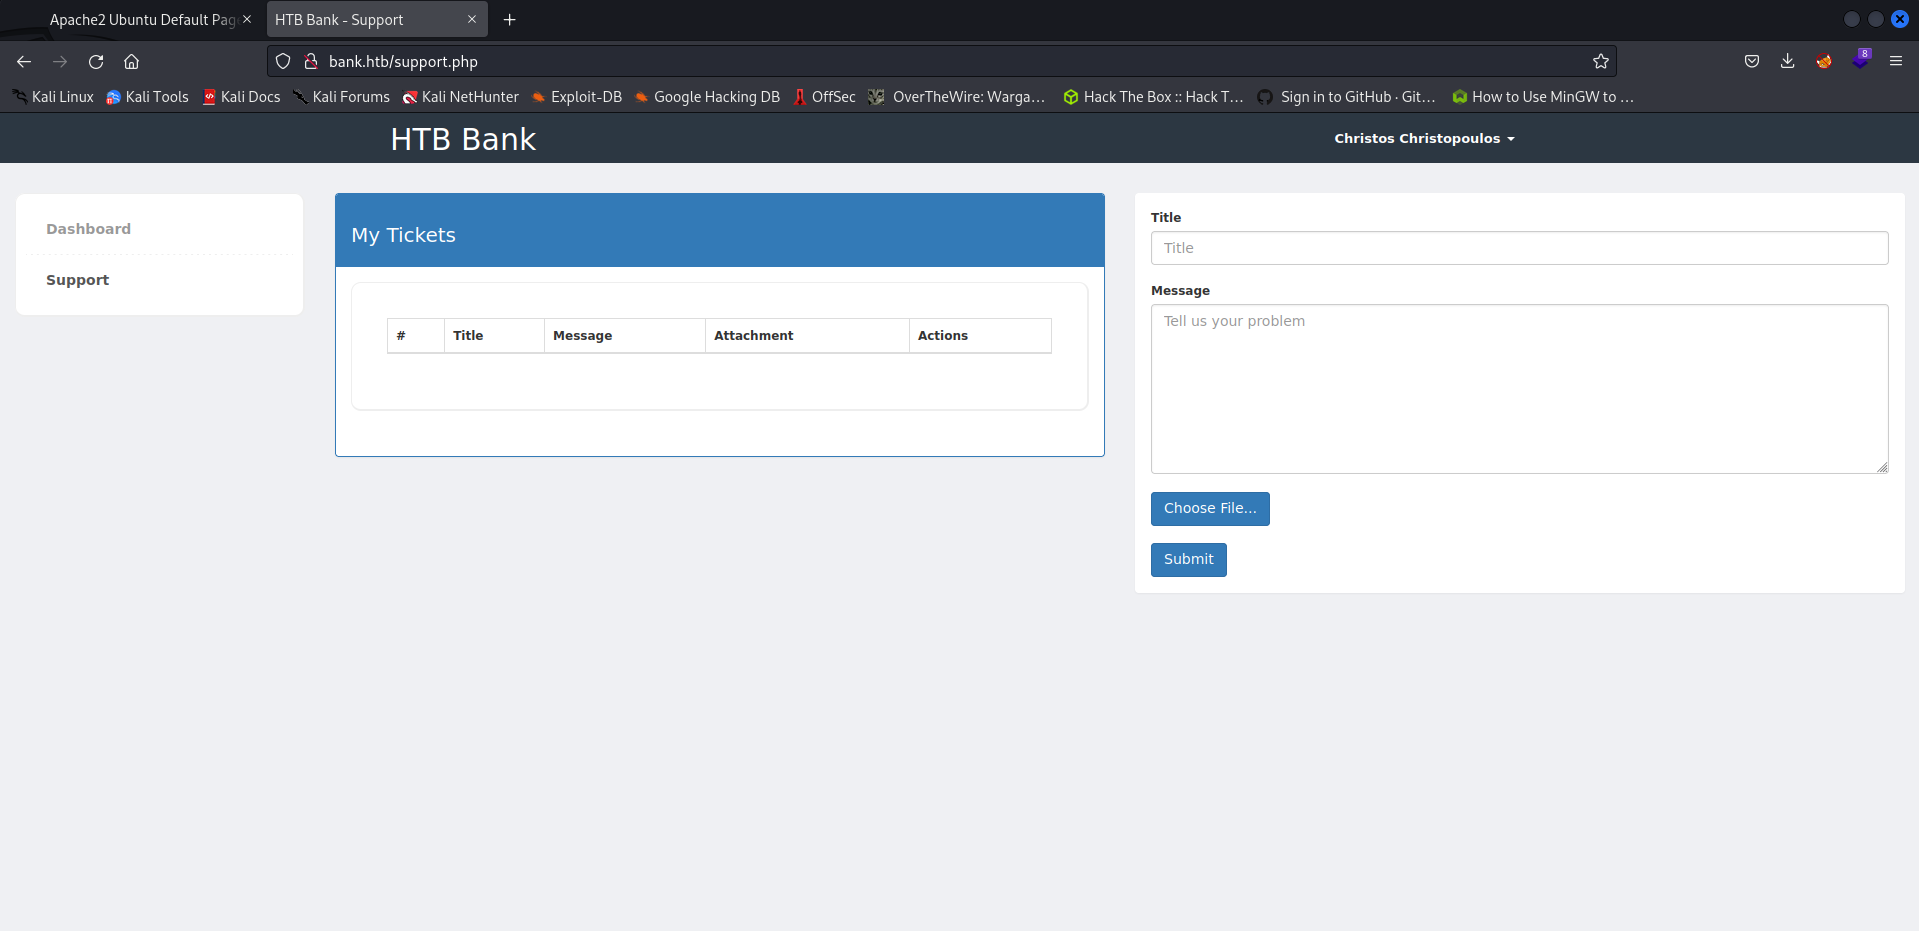 Apache2 Ubuntu Default Pag
HTB Bank - Support
bank.htb/support.php
8
Kali Linux Kali Tools Kali Docs Kali Forums Kali NetHunter Exploit-DB Google Hacking DB OffSec OverTheWire: Warga… Hack The Box :: Hack T… Sign in to GitHub · Git… How to Use MinGW to …
HTB Bank
Christos Christopoulos
Dashboard
Support
My Tickets
# Title Message Attachment Actions
Title
Title
Message
Tell us your problem
Choose File...
Submit